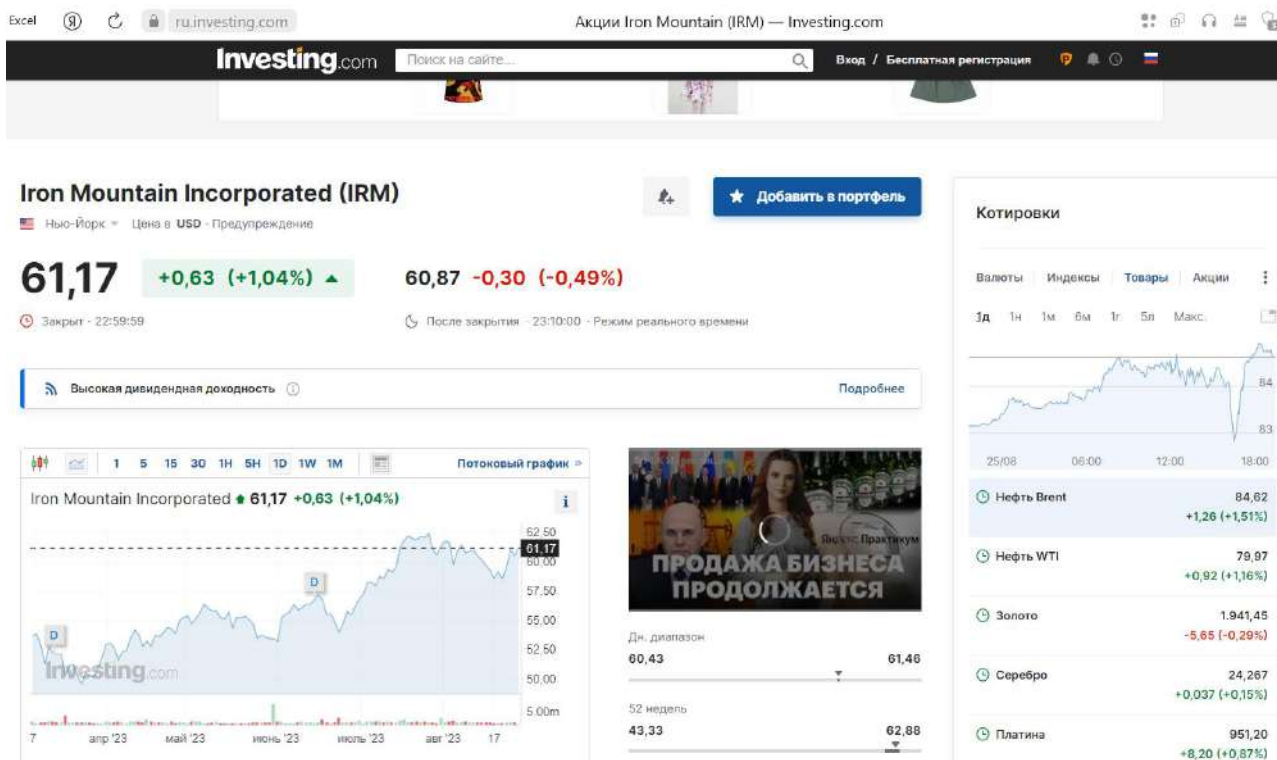 Excel
ru.investing.com
Акции Iron Mountain (IRM) — Investing.com
Investing.com
Поиск на сайте...
Вход / Бесплатная регистрация
Iron Mountain Incorporated (IRM)
Добавить в портфель
Нью-Йорк Цена в USD - Предупреждение
61,17 +0,63 (+1,04%)
60,87 -0,30 (-0,49%)
Закрыт - 22:59:59
После закрытия - 23:10:00 - Режим реального времени
Высокая дивидендная доходность
Подробнее
1 5 15 30 1H 5H 1D 1W 1M
Потоковый график »
Iron Mountain Incorporated 61,17 +0,63 (+1,04%)
i
62.50
61,17
60.00
57.50
55.00
52.50
50.00
5.00m
D
D
Investing.com
7 апр '23 май '23 июнь '23 июль '23 авг '23 17
Яндекс Практикум
ПРОДАЖА БИЗНЕСА
ПРОДОЛЖАЕТСЯ
Дн. диапазон
60,43 61,46
52 недель
43,33 62,88
Котировки
Валюты Индексы Товары Акции
1д 1н 1м 6м 1г 5л Макс.
84
83
25/08 06:00 12:00 18:00
Нефть Brent 84,62
+1,26 (+1,51%)
Нефть WTI 79,97
+0,92 (+1,16%)
Золото 1.941,45
-5,65 (-0,29%)
Серебро 24,267
+0,037 (+0,15%)
Платина 951,20
+8,20 (+0,87%)